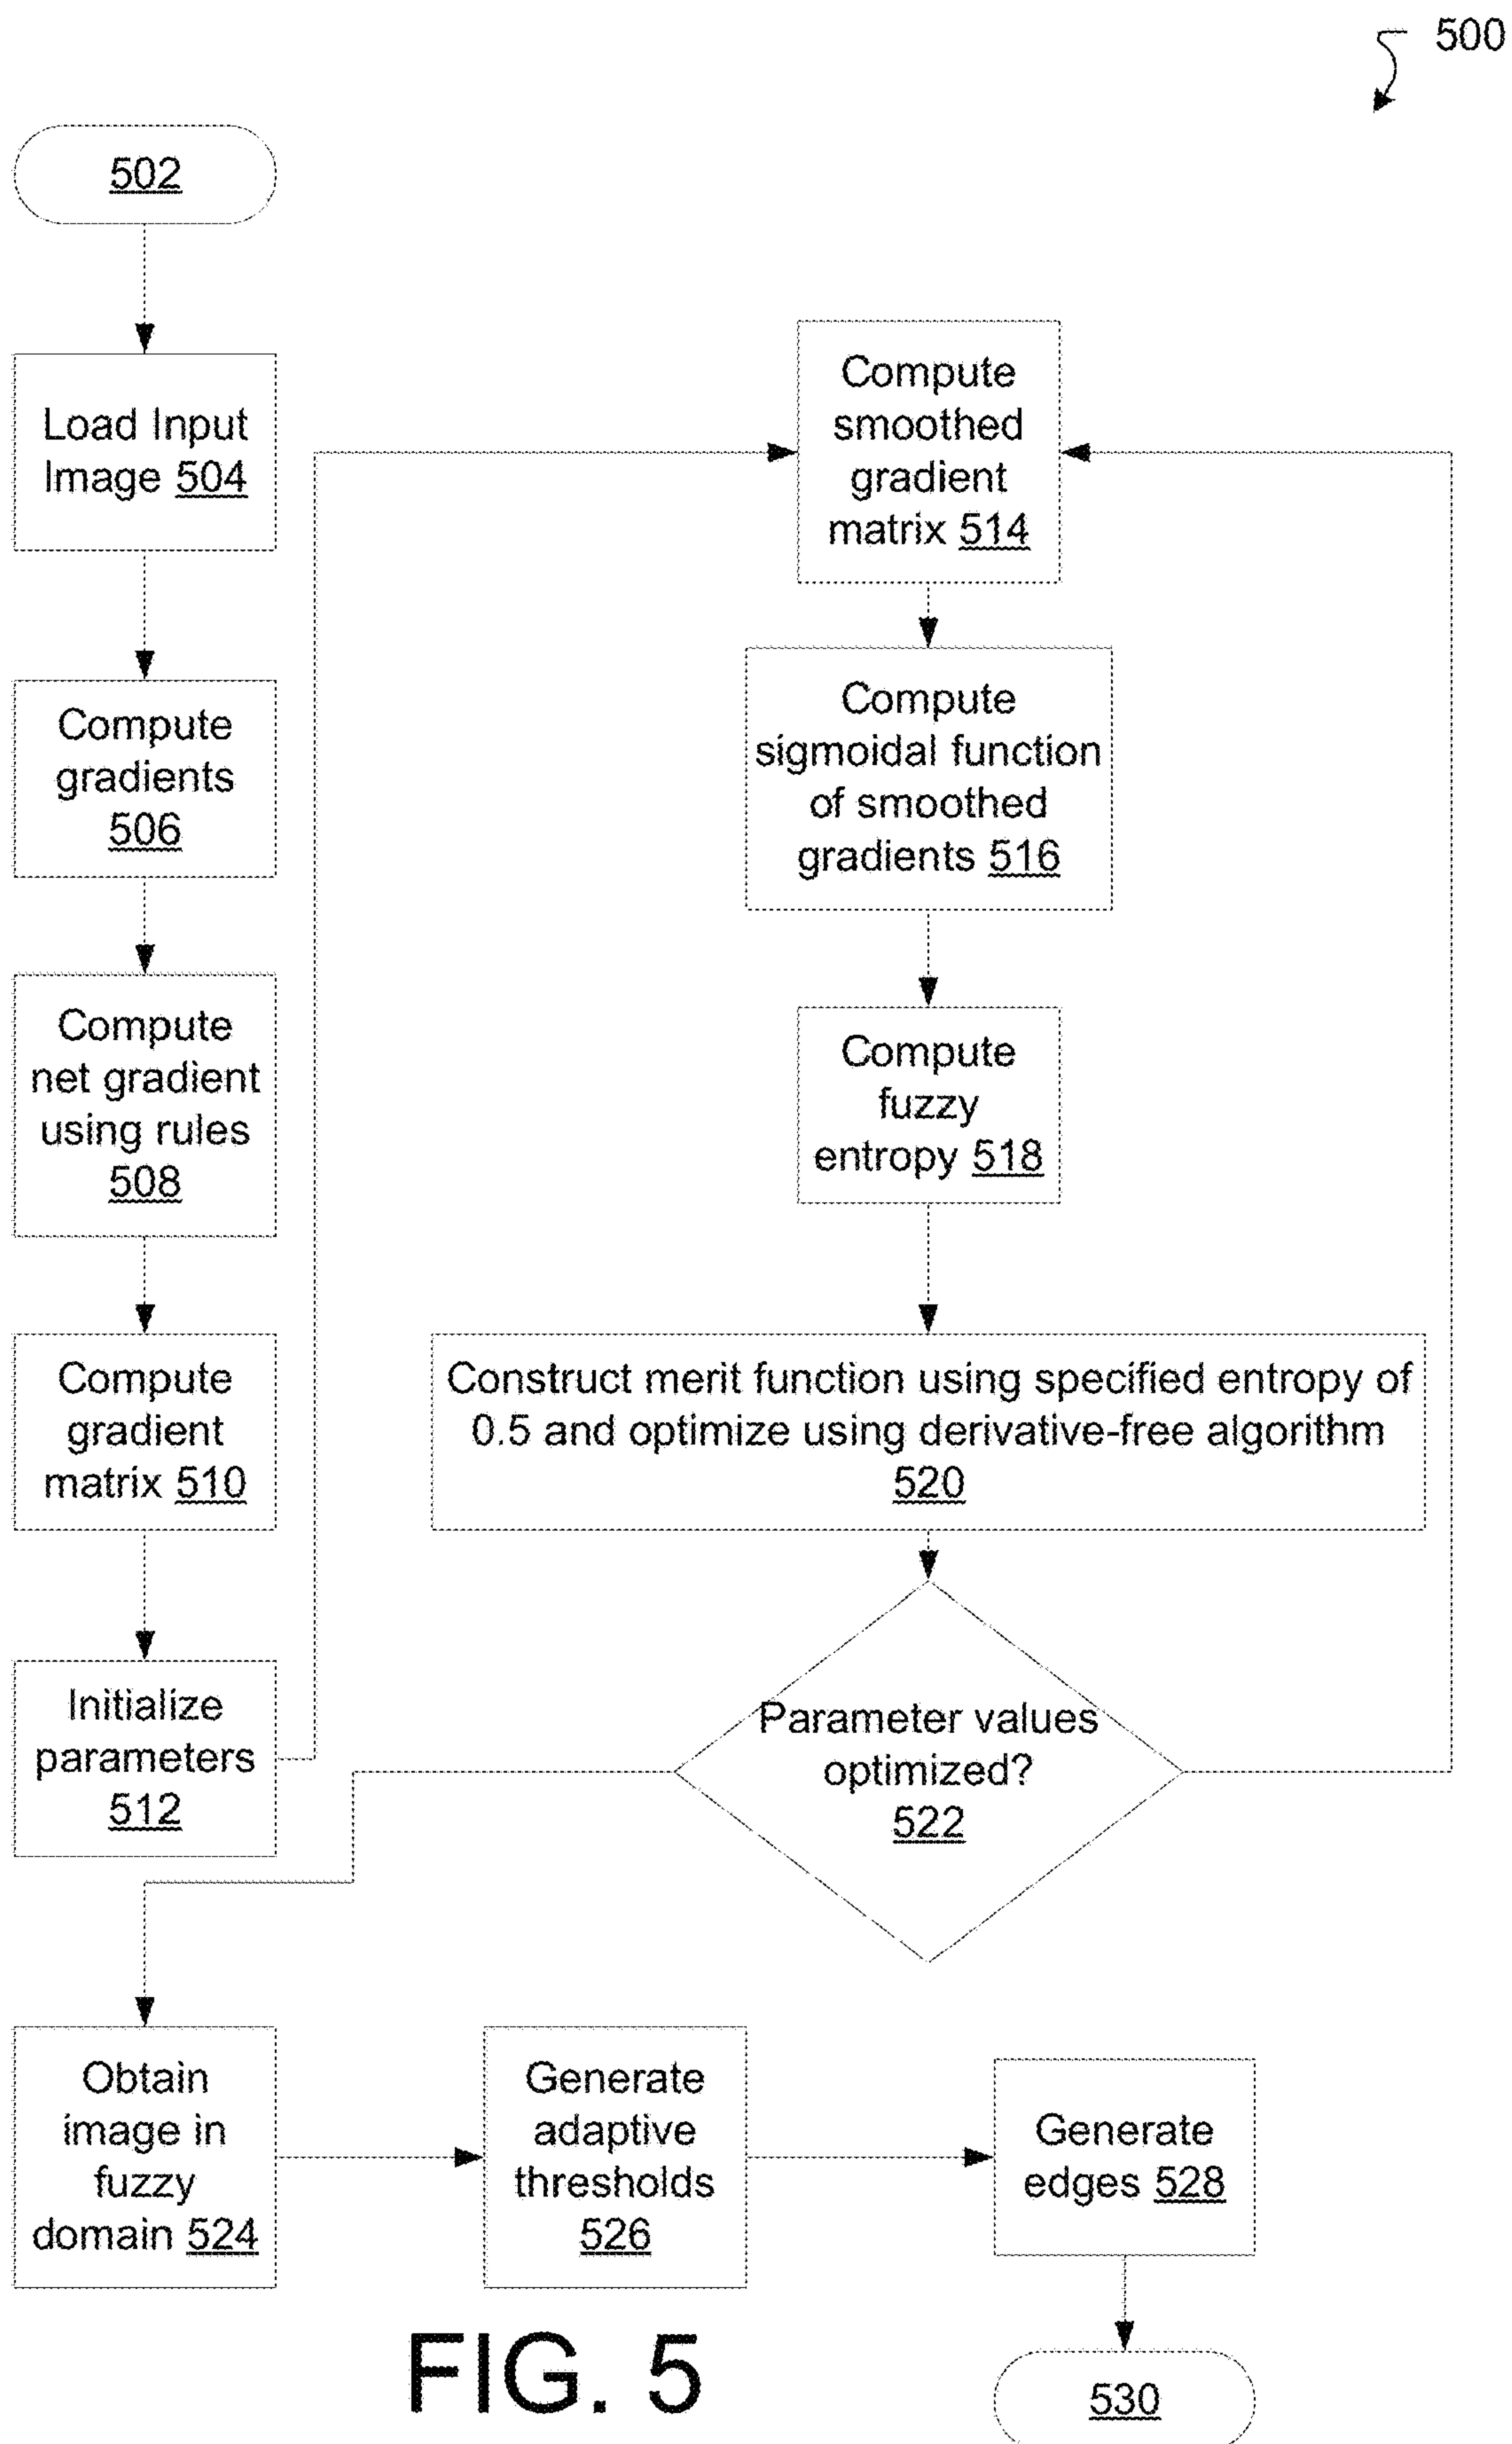 500
502
Load Input
Image 504
Compute
gradients
506
Compute
net gradient
using rules
508
Compute
gradient
matrix 510
Initialize
parameters
512
Compute
smoothed
gradient
matrix 514
Compute
sigmoidal function
of smoothed
gradients 516
Compute
fuzzy
entropy 518
Construct merit function using specified entropy of
0.5 and optimize using derivative-free algorithm
520
Parameter values
optimized?
522
Obtain
image in
fuzzy
domain 524
Generate
adaptive
thresholds
526
Generate
edges 528
530
FIG. 5